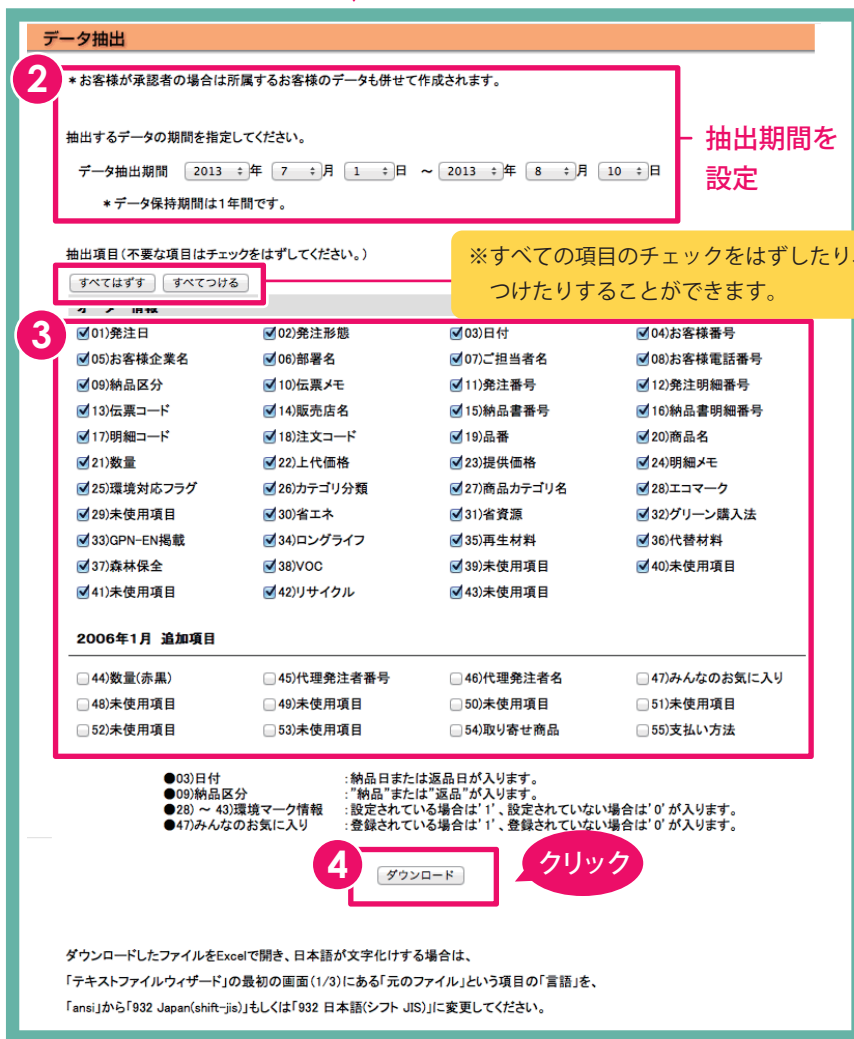 データ抽出
2
*お客様が承認者の場合は所属するお客様のデータも併せて作成されます。
抽出するデータの期間を指定してください。
データ抽出期間 2013 年 7 月 1 日 ～ 2013 年 8 月 10 日
*データ保持期間は1年間です。
抽出期間を
設定
抽出項目(不要な項目はチェックをはずしてください。)
すべてはずす すべてつける
※すべての項目のチェックをはずしたり、
つけたりすることができます。
情報
3
01)発注日 02)発注形態 03)日付 04)お客様番号
05)お客様企業名 06)部署名 07)ご担当者名 08)お客様電話番号
09)納品区分 10)伝票メモ 11)発注番号 12)発注明細番号
13)伝票コード 14)販売店名 15)納品書番号 16)納品書明細番号
17)明細コード 18)注文コード 19)品番 20)商品名
21)数量 22)上代価格 23)提供価格 24)明細メモ
25)環境対応フラグ 26)カテゴリ分類 27)商品カテゴリ名 28)エコマーク
29)未使用項目 30)省エネ 31)省資源 32)グリーン購入法
33)GPN-EN掲載 34)ロングライフ 35)再生材料 36)代替材料
37)森林保全 38)VOC 39)未使用項目 40)未使用項目
41)未使用項目 42)リサイクル 43)未使用項目
2006年1月 追加項目
44)数量(赤黒) 45)代理発注者番号 46)代理発注者名 47)みんなのお気に入り
48)未使用項目 49)未使用項目 50)未使用項目 51)未使用項目
52)未使用項目 53)未使用項目 54)取り寄せ商品 55)支払い方法
●03)日付 :納品日または返品日が入ります。
●09)納品区分 :"納品"または"返品"が入ります。
●28) ～ 43)環境マーク情報 :設定されている場合は'1'、設定されていない場合は'0'が入ります。
●47)みんなのお気に入り :登録されている場合は'1'、登録されていない場合は'0'が入ります。
4
ダウンロード
クリック
ダウンロードしたファイルをExcelで開き、日本語が文字化けする場合は、
「テキストファイルウィザード」の最初の画面(1/3)にある「元のファイル」という項目の「言語」を、
「ansi」から「932 Japan(shift-jis)」もしくは「932 日本語(シフト JIS)」に変更してください。